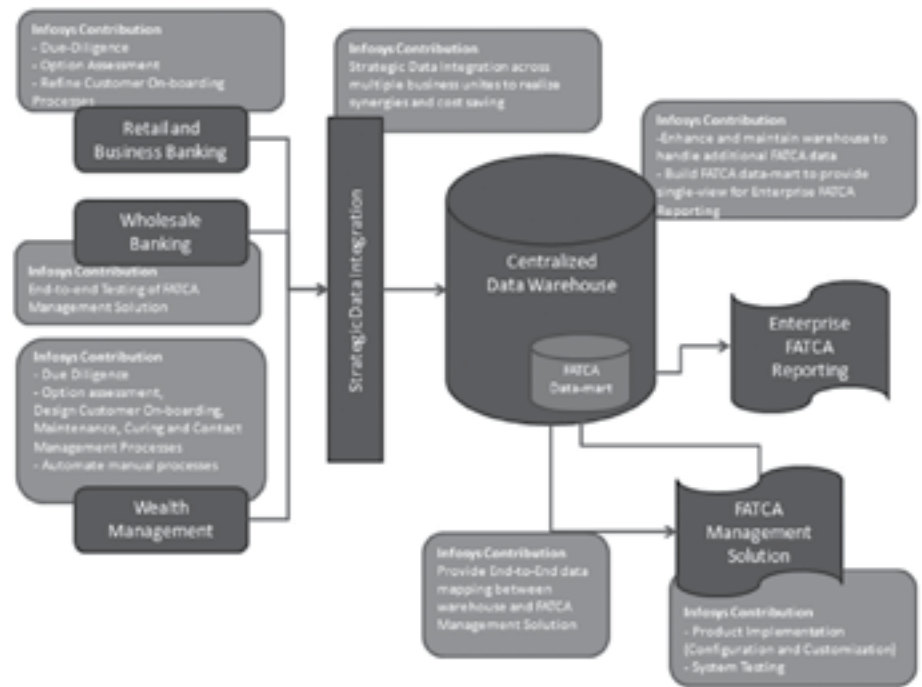 Infosys Contribution
- Due-Diligence
- Option Assessment
- Refine Customer On-boarding
Processes
Retail and
Business Banking
Wholesale
Banking
Infosys Contribution
End-to-end Testing of FATCA
Management Solution
Infosys Contribution
- Due Diligence
- Option assessment,
Design Customer On-boarding,
Maintenance, Curing and Contact
Management Processes
- Automate manual processes
Wealth
Management
Infosys Contribution
Strategic Data Integration across
multiple business unites to realize
synergies and cost saving
Strategic Data Integration
Infosys Contribution
-Enhance and maintain warehouse to
handle additional FATCA data
- Build FATCA data-mart to provide
single-view for Enterprise FATCA
Reporting
Centralized
Data Warehouse
FATCA
Data-mart
Enterprise
FATCA
Reporting
FATCA
Management
Solution
Infosys Contribution
Provide End-to-End data
mapping between
warehouse and FATCA
Management Solution
Infosys Contribution
- Product Implementation
(Configuration and Customization)
- System Testing